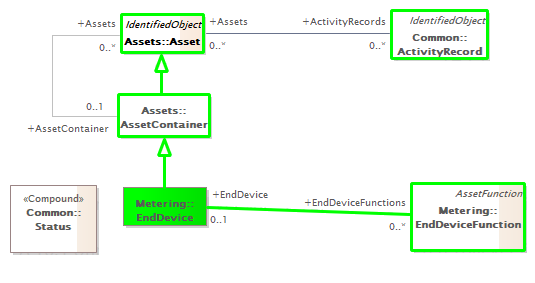 +Assets
IdentifiedObject
Assets::Asset
+Assets
+ActivityRecords
IdentifiedObject
Common::
ActivityRecord
0..*
0..*
0..*
0..1
+AssetContainer
Assets::
AssetContainer
«Compound»
Common::
Status
Metering::
EndDevice
+EndDevice
0..1
+EndDeviceFunctions
0..*
AssetFunction
Metering::
EndDeviceFunction